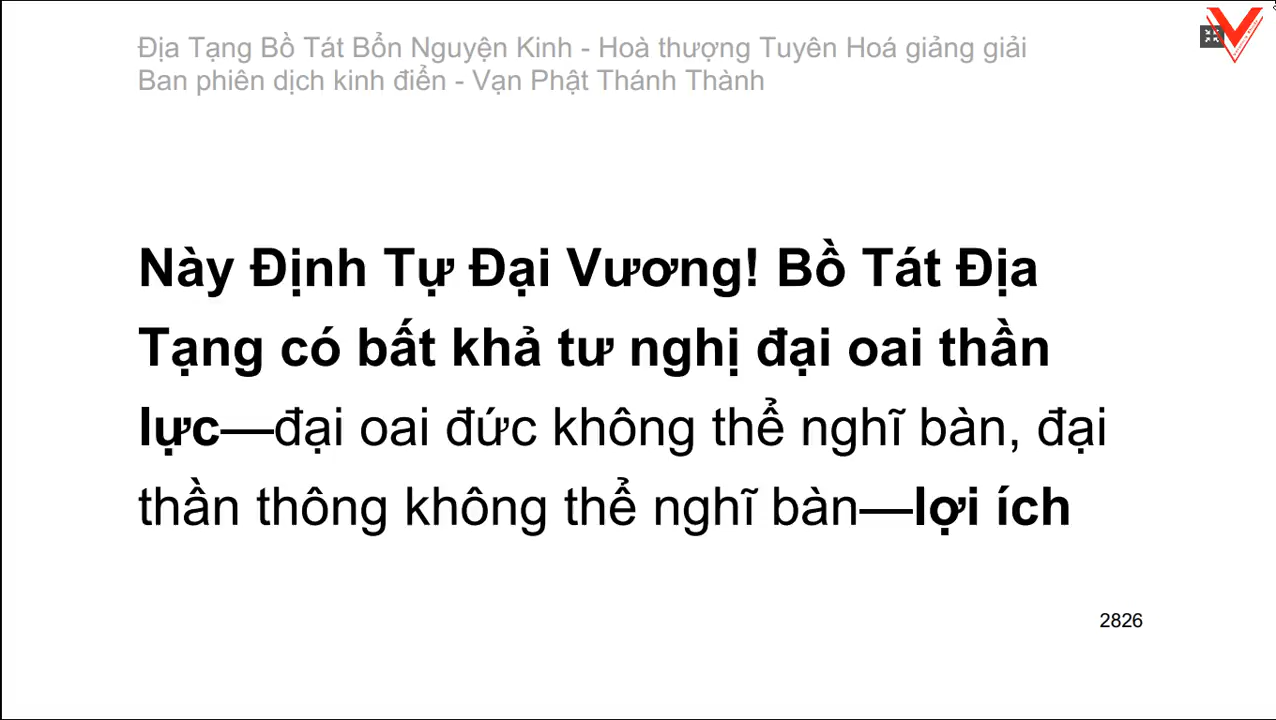 Địa Tạng Bồ Tát Bổn Nguyện Kinh - Hoà thượng Tuyên Hoá giảng giải
Ban phiên dịch kinh điển - Vạn Phật Thánh Thành
Này Định Tự Đại Vương! Bồ Tát Địa
Tạng có bất khả tư nghị đại oai thần
lực—đại oai đức không thể nghĩ bàn, đại
thần thông không thể nghĩ bàn—lợi ích
2826